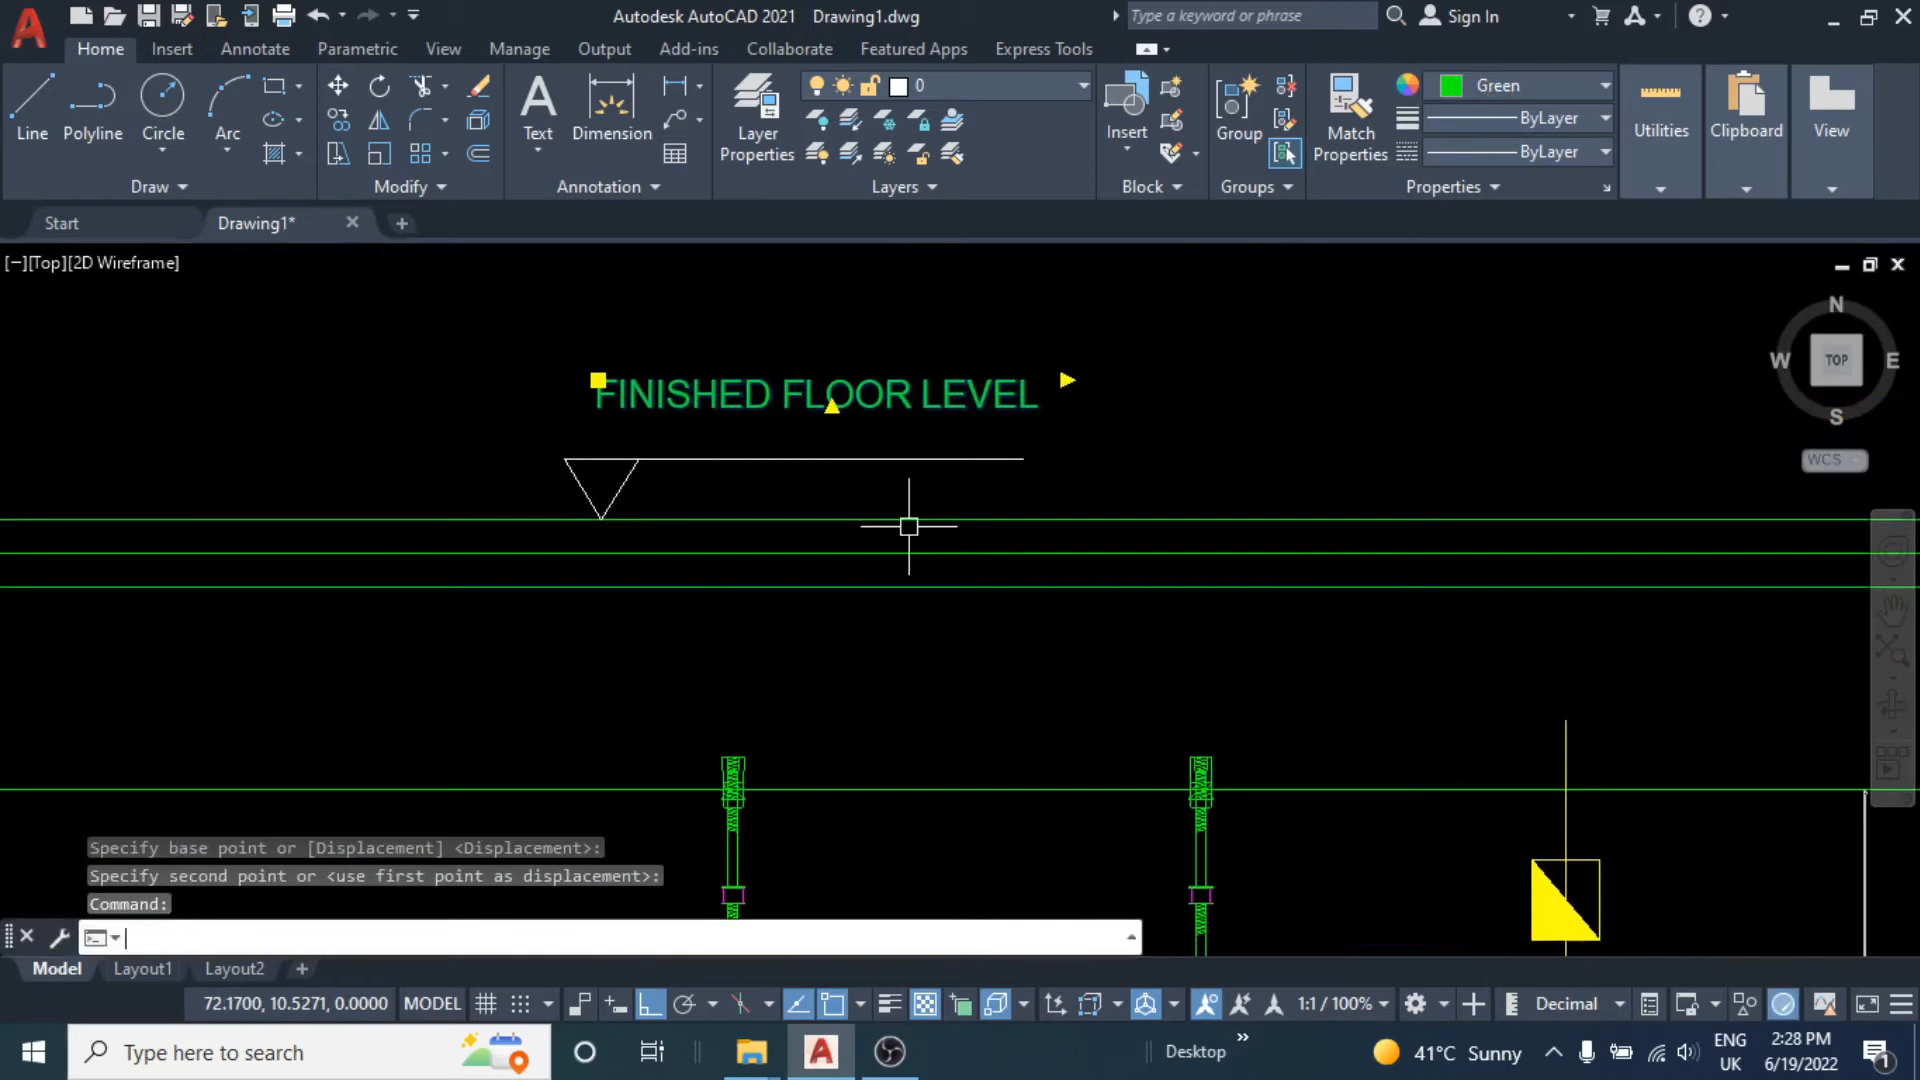 Autodesk AutoCAD 2021 Drawing1.dwg
Type a keyword or phrase
Sign In
Home Insert Annotate Parametric View Manage Output Add-ins Collaborate Featured Apps Express Tools
Line Polyline Circle Arc
Text Dimension
Layer Properties
0
Insert
Group
Match Properties
Green
ByLayer
ByLayer
Utilities Clipboard View
Draw Modify Annotation Layers Block Groups Properties
Start Drawing1*
[−][Top][2D Wireframe]
N
W TOP E
S
WCS
FINISHED FLOOR LEVEL
Specify base point or [Displacement] <Displacement>:
Specify second point or <use first point as displacement>:
Command:
Model Layout1 Layout2
72.1700, 10.5271, 0.0000 MODEL 1:1 / 100% Decimal
Type here to search
Desktop
41°C Sunny
ENG
UK
2:28 PM
6/19/2022
1